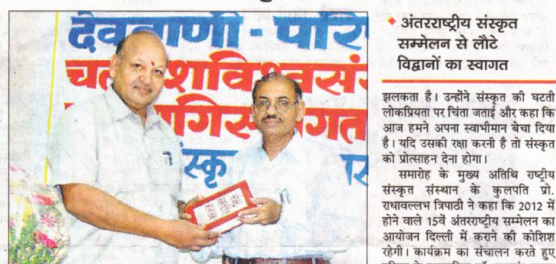 देववाणी - परि
संस्कृ
अंतरराष्ट्रीय संस्कृत
सम्मेलन से लौटे
विद्वानों का स्वागत
झलकता है। उन्होंने संस्कृत की घटती
लोकप्रियता पर चिंता जताई और कहा कि
आज हमने अपना स्वाभीमान बेचा दिया
है। यदि उसकी रक्षा करनी है तो संस्कृत
को प्रोत्साहन देना होगा।
समारोह के मुख्य अतिथि राष्ट्रीय
संस्कृत संस्थान के कुलपति प्रो.
राधावल्लभ त्रिपाठी ने कहा कि 2012 में
होने वाले 15वें अंतरराष्ट्रीय सम्मेलन का
आयोजन दिल्ली में कराने की कोशिश
रहेगी। कार्यक्रम का संचालन करते हुए